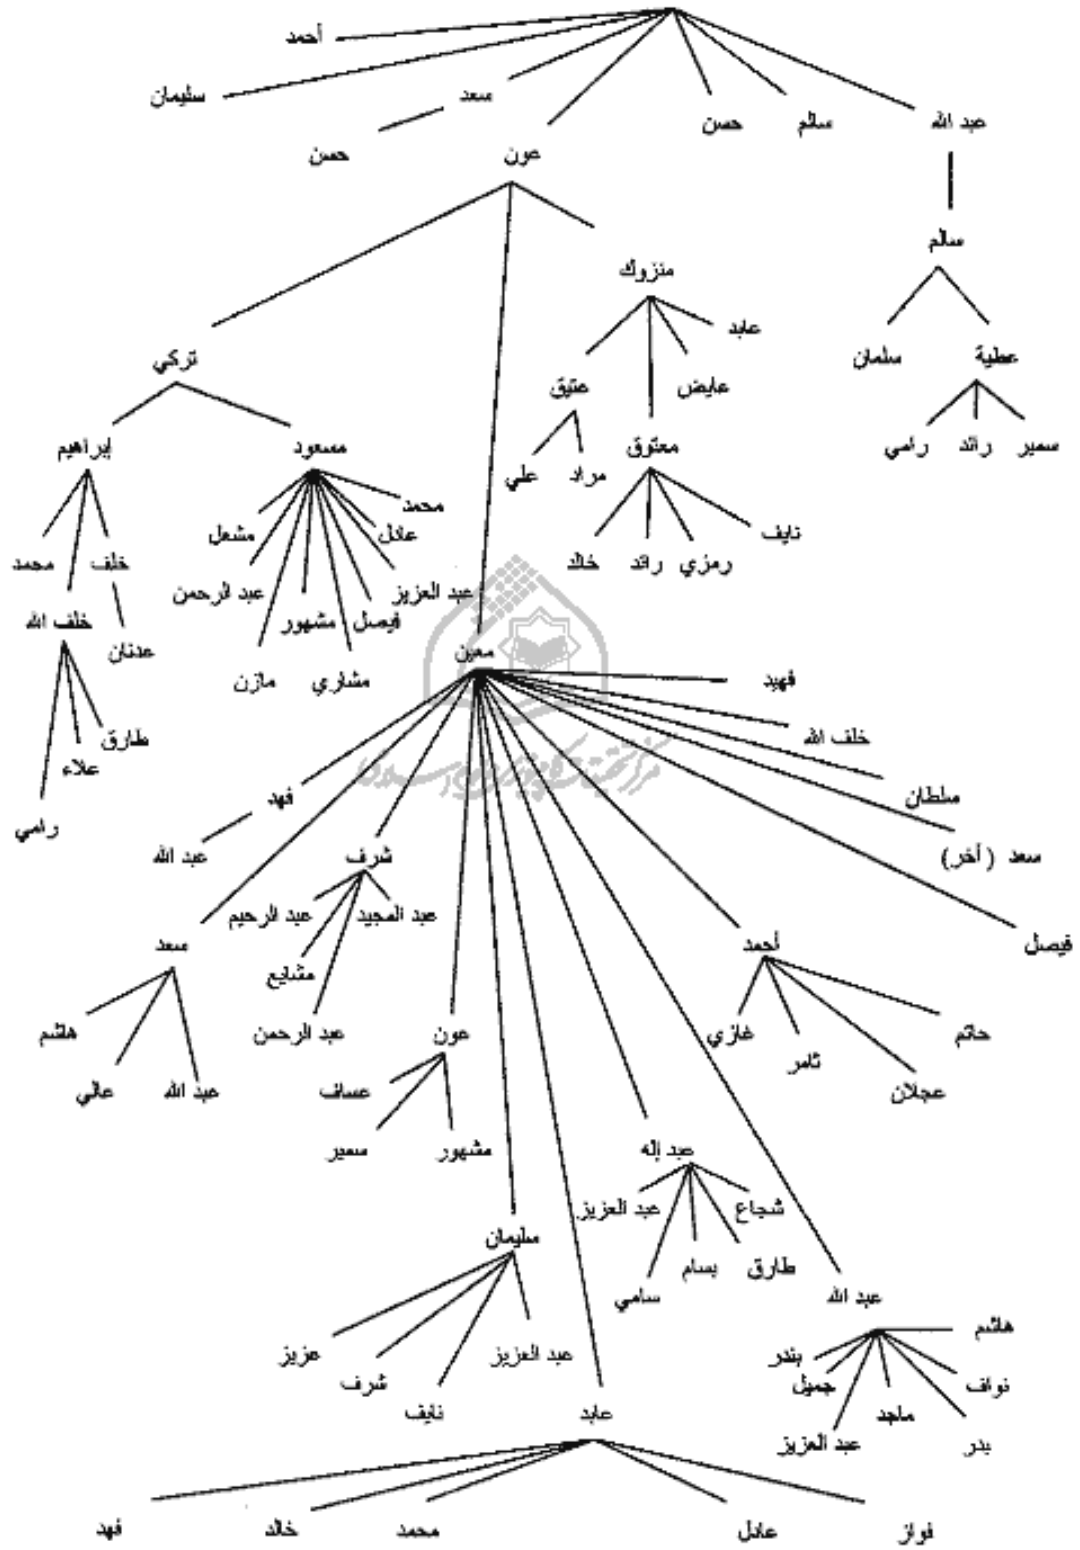 أحمد
سليمان
سعد
حسن
سالم
عبد الله
حسن
عون
سالم
منزوك
عابد
تركي
عتيق
عايض
سلمان
عطية
إبراهيم
مسعود
علي
مراد
معتوق
رامي
رائد
سمير
محمد
مشعل
عادل
محمد
خلف
خالد
رائد
رمزي
نايف
عبد الرحمن
عبد العزيز
خلف الله
عدنان
مشهور
فيصل
معين
مازن
مشاري
فهيد
طارق
علاء
خلف الله
فهد
سلطان
رامي
عبد الله
شرف
سعد (آخر)
عبد الرحيم
عبد المجيد
سعد
مشايع
أحمد
فيصل
هاشم
عبد الرحمن
عون
غازي
حاتم
ثامر
عالي
عبد الله
عساف
عجلان
سمير
مشهور
عبد إله
عبد العزيز
شجاع
سليمان
بسام
طارق
سامي
عبد الله
هاشم
عزيز
عبد العزيز
بندر
شرف
جميل
نواف
نايف
عابد
ماجد
عبد العزيز
بدر
فهد
خالد
محمد
عادل
فواز